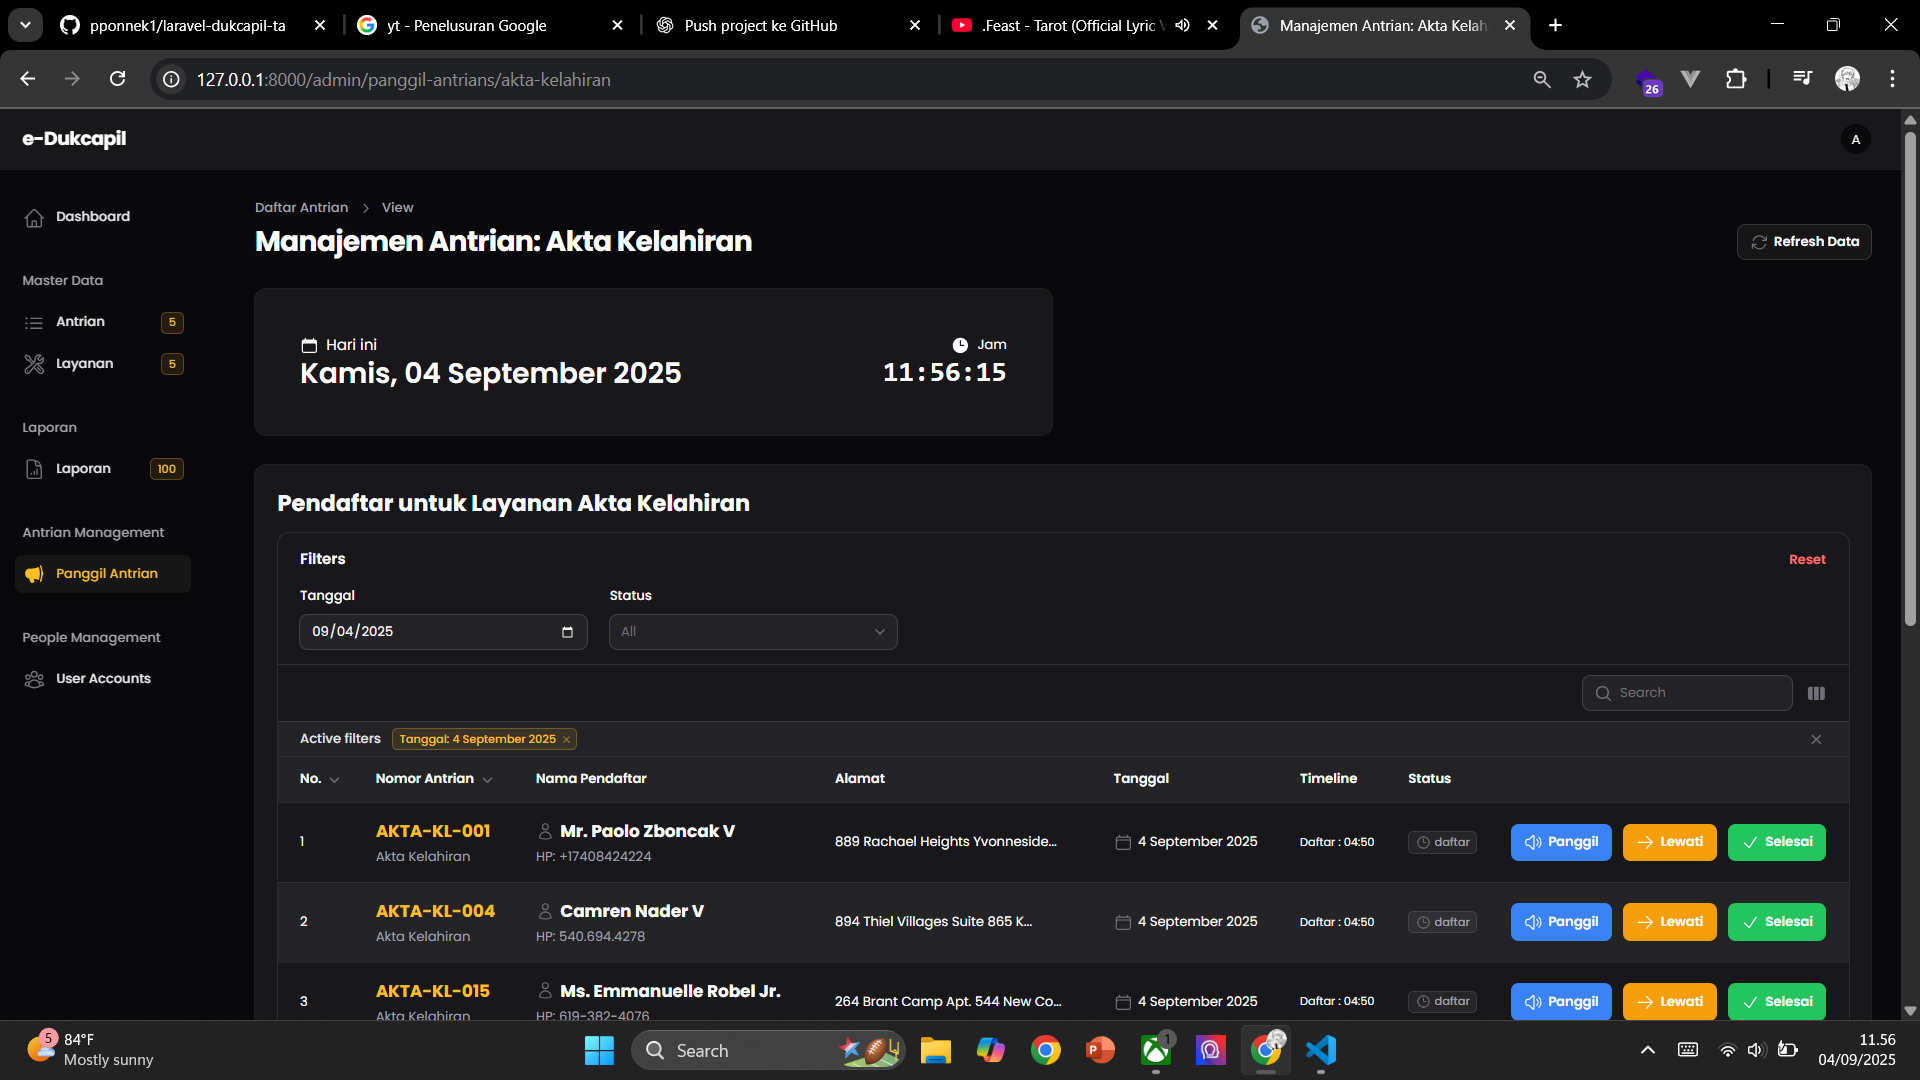 pponnek1/laravel-dukcapil-ta
yt - Penelusuran Google
Push project ke GitHub
.Feast - Tarot (Official Lyric V
Manajemen Antrian: Akta Kelah
127.0.0.1:8000/admin/panggil-antrians/akta-kelahiran
26
e-Dukcapil
A
Dashboard
Master Data
Antrian 5
Layanan 5
Laporan
Laporan 100
Antrian Management
Panggil Antrian
People Management
User Accounts
Daftar Antrian > View
Manajemen Antrian: Akta Kelahiran
Refresh Data
Hari ini
Kamis, 04 September 2025
Jam
11:56:15
Pendaftar untuk Layanan Akta Kelahiran
Filters
Reset
Tanggal
Status
09/04/2025
All
Search
Active filters Tanggal: 4 September 2025
No. Nomor Antrian Nama Pendaftar Alamat Tanggal Timeline Status
1 AKTA-KL-001 Mr. Paolo Zboncak V 889 Rachael Heights Yvonneside... 4 September 2025 Daftar : 04:50 daftar Panggil Lewati Selesai
Akta Kelahiran HP: +17408424224
2 AKTA-KL-004 Camren Nader V 894 Thiel Villages Suite 865 K... 4 September 2025 Daftar : 04:50 daftar Panggil Lewati Selesai
Akta Kelahiran HP: 540.694.4278
3 AKTA-KL-015 Ms. Emmanuelle Robel Jr. 264 Brant Camp Apt. 544 New Co... 4 September 2025 Daftar : 04:50 daftar Panggil Lewati Selesai
Akta Kelahiran HP: 619-382-4076
5
84°F
Mostly sunny
Search
1
11.56
04/09/2025